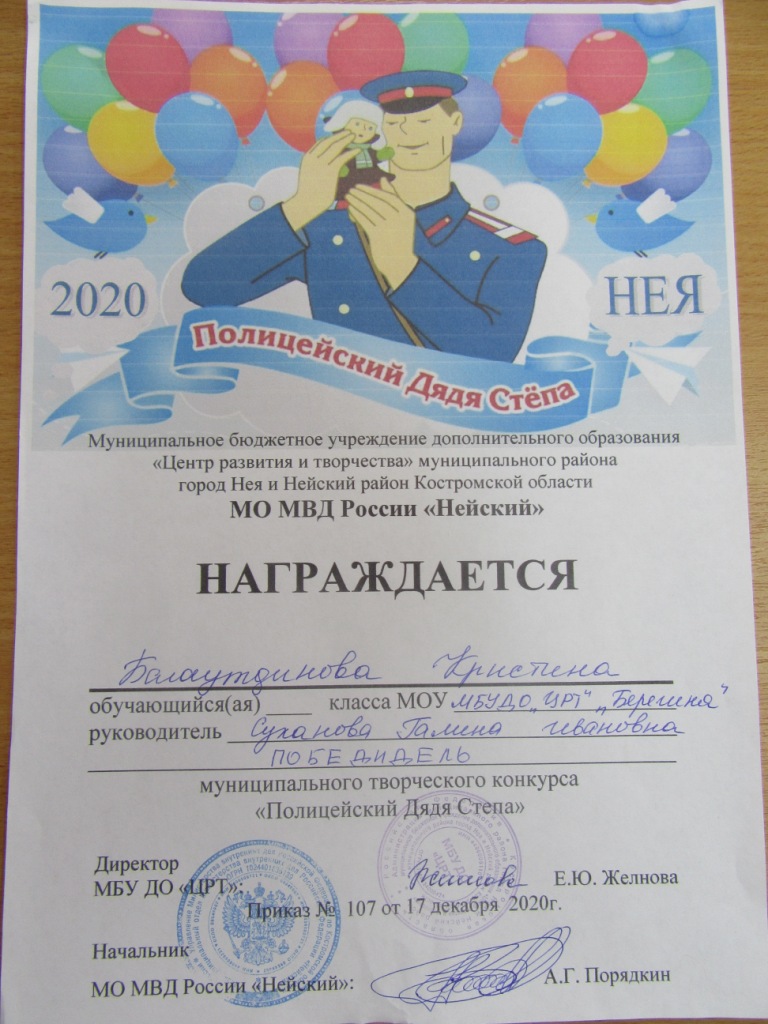 2020
НЕЯ
Полицейский Дядя Стёпа
Муниципальное бюджетное учреждение дополнительного образования
«Центр развития и творчества» муниципального района
город Нея и Нейский район Костромской области
МО МВД России «Нейский»
НАГРАЖДАЕТСЯ
Балаутдинова Кристина
обучающийся(ая) ____ класса МОУ МБУДО „ЦРТ" „Берегиня"
руководитель Суханова Галина Ивановна
ПОБЕДИДЕЛЬ
муниципального творческого конкурса
«Полицейский Дядя Степа»
Директор
МБУ ДО «ЦРТ»: Е.Ю. Желнова
Приказ № 107 от 17 декабря 2020г.
Начальник
МО МВД России «Нейский»: А.Г. Порядкин